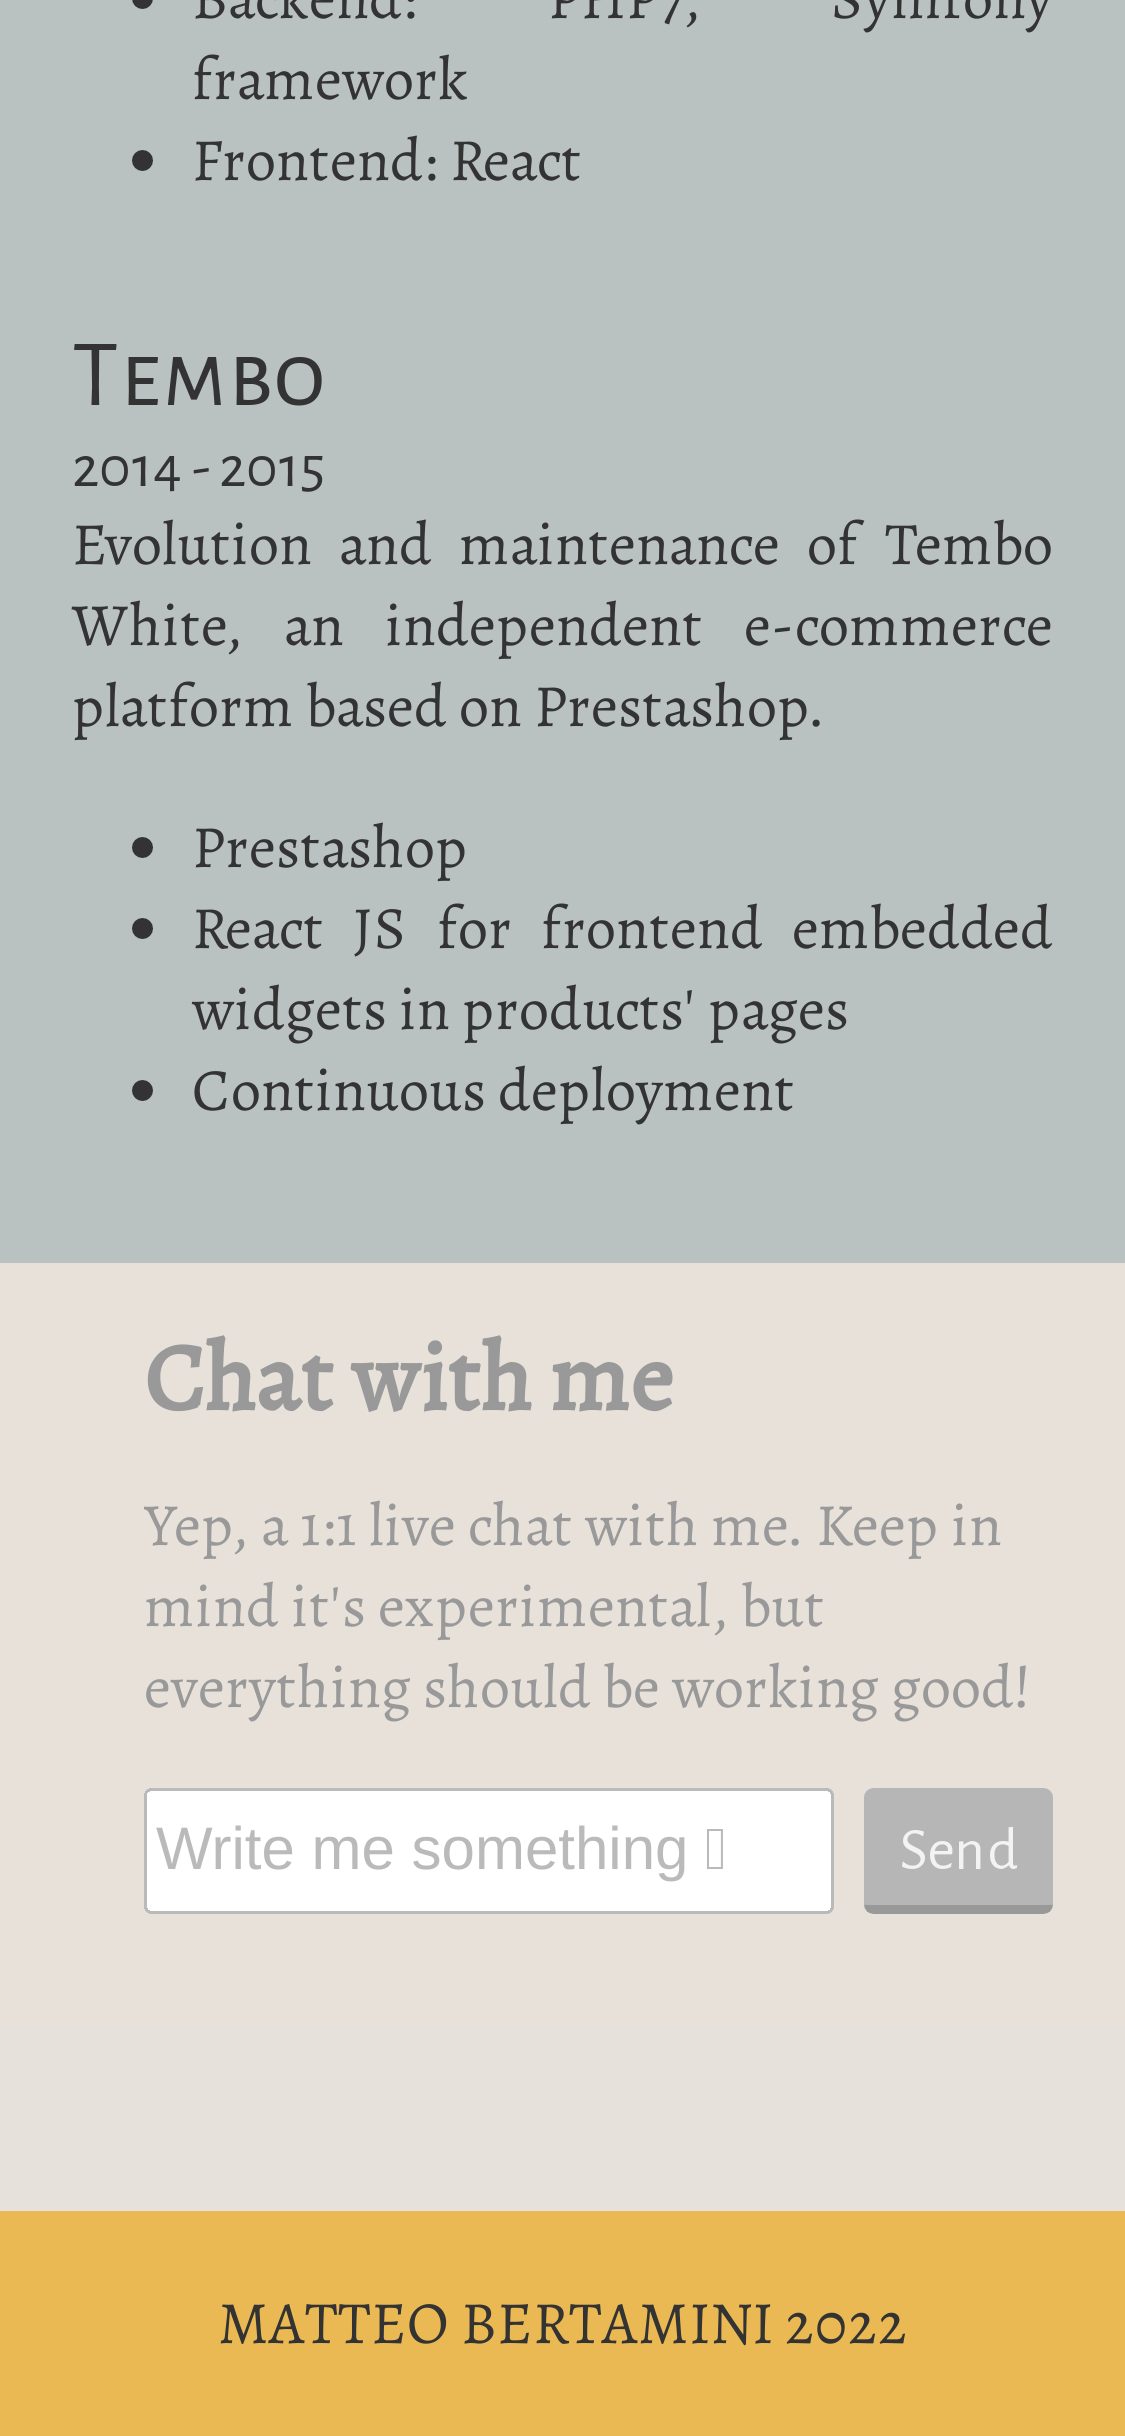 Backend: PHP7, Symfony
framework
Frontend: React
Tembo
2014 - 2015
Evolution and maintenance of Tembo
White, an independent e-commerce
platform based on Prestashop.
Prestashop
React JS for frontend embedded
widgets in products' pages
Continuous deployment
Chat with me
Yep, a 1:1 live chat with me. Keep in
mind it's experimental, but
everything should be working good!
Write me something
Send
MATTEO BERTAMINI 2022